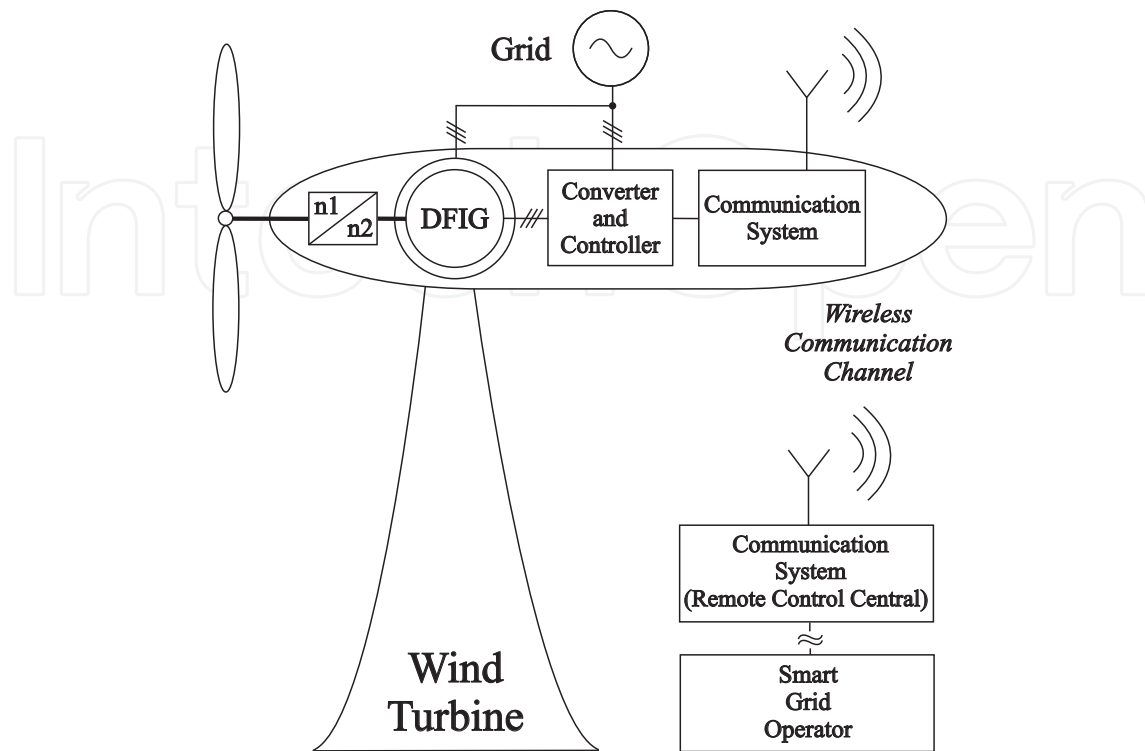 Grid
n1
n2
DFIG
Converter
and
Controller
Communication
System
IntechOpen
Wireless
Communication
Channel
Communication
System
(Remote Control Central)
Smart
Grid
Operator
Wind
Turbine